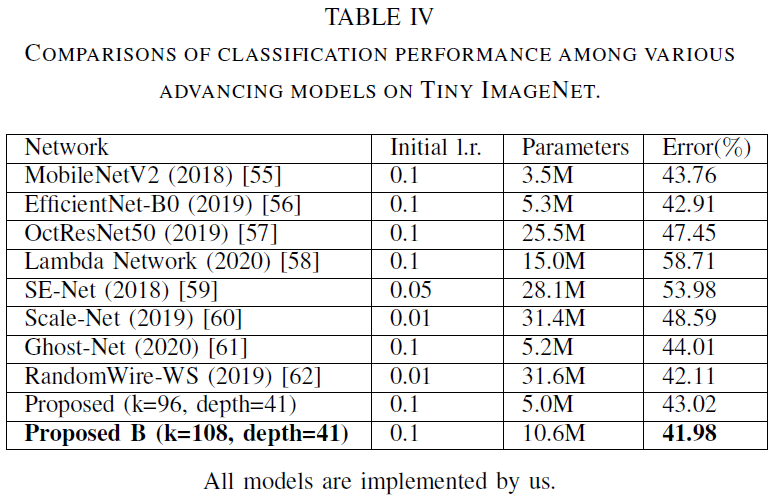 TABLE IV
COMPARISONS OF CLASSIFICATION PERFORMANCE AMONG VARIOUS
ADVANCING MODELS ON TINY IMAGENET.
Network Initial l.r. Parameters Error(%)
MobileNetV2 (2018) [55] 0.1 3.5M 43.76
EfficientNet-B0 (2019) [56] 0.1 5.3M 42.91
OctResNet50 (2019) [57] 0.1 25.5M 47.45
Lambda Network (2020) [58] 0.1 15.0M 58.71
SE-Net (2018) [59] 0.05 28.1M 53.98
Scale-Net (2019) [60] 0.01 31.4M 48.59
Ghost-Net (2020) [61] 0.1 5.2M 44.01
RandomWire-WS (2019) [62] 0.01 31.6M 42.11
Proposed (k=96, depth=41) 0.1 5.0M 43.02
Proposed B (k=108, depth=41) 0.1 10.6M 41.98
All models are implemented by us.